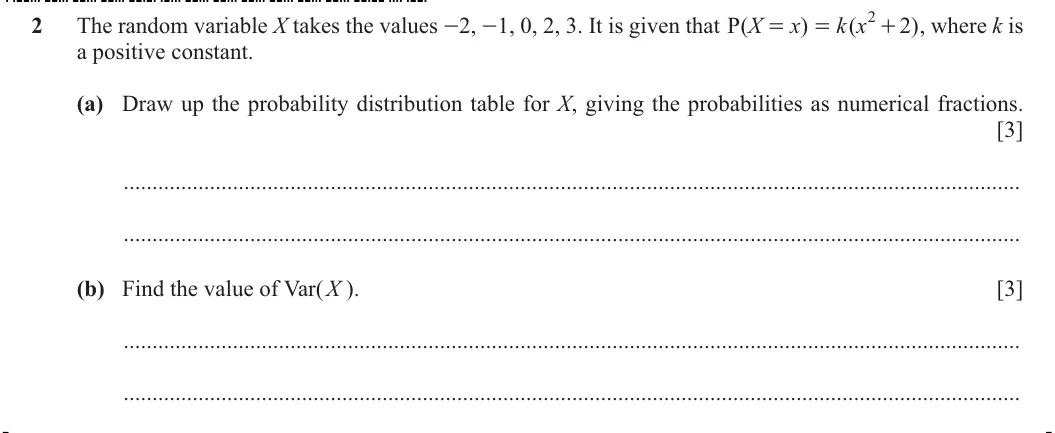 2 The random variable X takes the values −2, −1, 0, 2, 3. It is given that P(X = x) = k(x² + 2), where k is
a positive constant.
(a) Draw up the probability distribution table for X, giving the probabilities as numerical fractions.
[3]
(b) Find the value of Var(X). [3]